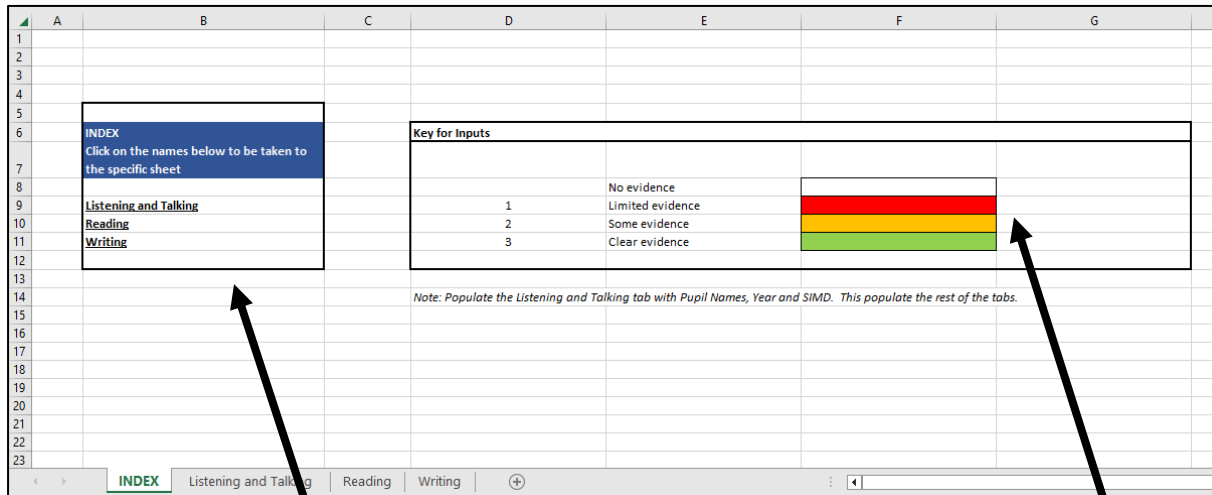 A B C D E F G
1
2
3
4
5
6 INDEX Key for Inputs
Click on the names below to be taken to
7 the specific sheet
8 No evidence
9 Listening and Talking 1 Limited evidence
10 Reading 2 Some evidence
11 Writing 3 Clear evidence
12
13
14 Note: Populate the Listening and Talking tab with Pupil Names, Year and SIMD. This populate the rest of the tabs.
15
16
17
18
19
20
21
22
23
INDEX Listening and Talking Reading Writing